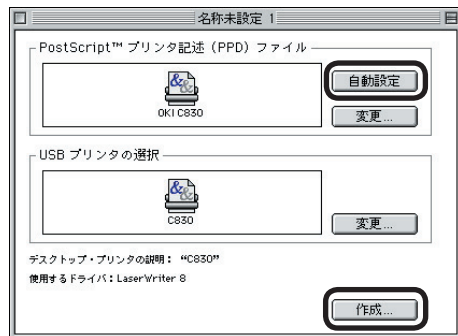 名称未設定 1
PostScript™ プリンタ記述（PPD）ファイル
自動設定
OKI C830
変更...
USB プリンタの選択
C830
変更...
デスクトップ・プリンタの説明： “C830”
使用するドライバ：LaserWriter 8
作成...